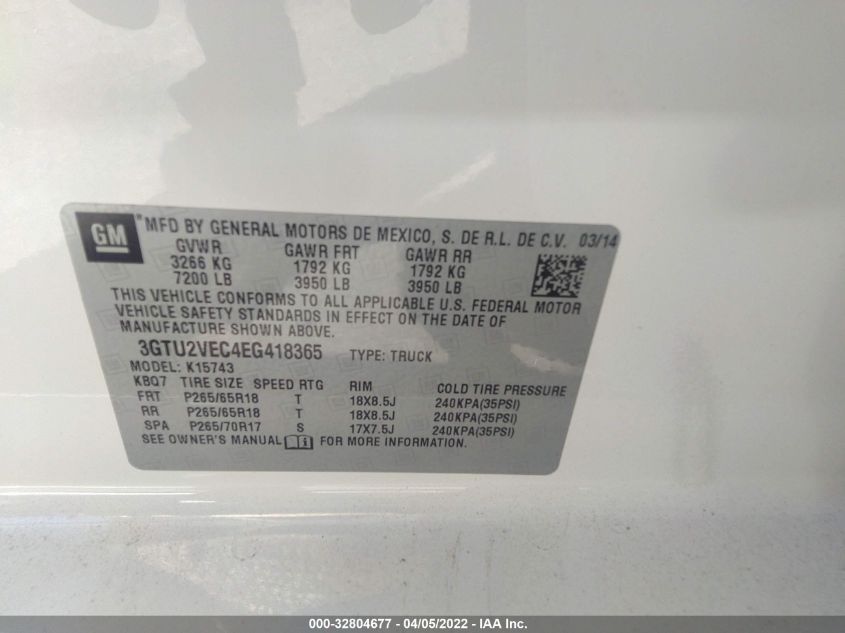 GM ® MFD BY GENERAL MOTORS DE MEXICO, S. DE R.L. DE C.V. 03/14
GVWR GAWR FRT GAWR RR
3266 KG 1792 KG 1792 KG
7200 LB 3950 LB 3950 LB
THIS VEHICLE CONFORMS TO ALL APPLICABLE U.S. FEDERAL MOTOR
VEHICLE SAFETY STANDARDS IN EFFECT ON THE DATE OF
MANUFACTURE SHOWN ABOVE.
3GTU2VEC4EG418365 TYPE: TRUCK
MODEL: K15743
KBQ7 TIRE SIZE SPEED RTG RIM COLD TIRE PRESSURE
FRT P265/65R18 T 18X8.5J 240KPA(35PSI)
RR P265/65R18 T 18X8.5J 240KPA(35PSI)
SPA P265/70R17 S 17X7.5J 240KPA(35PSI)
SEE OWNER'S MANUAL FOR MORE INFORMATION.
000-32804677 - 04/05/2022 - IAA Inc.